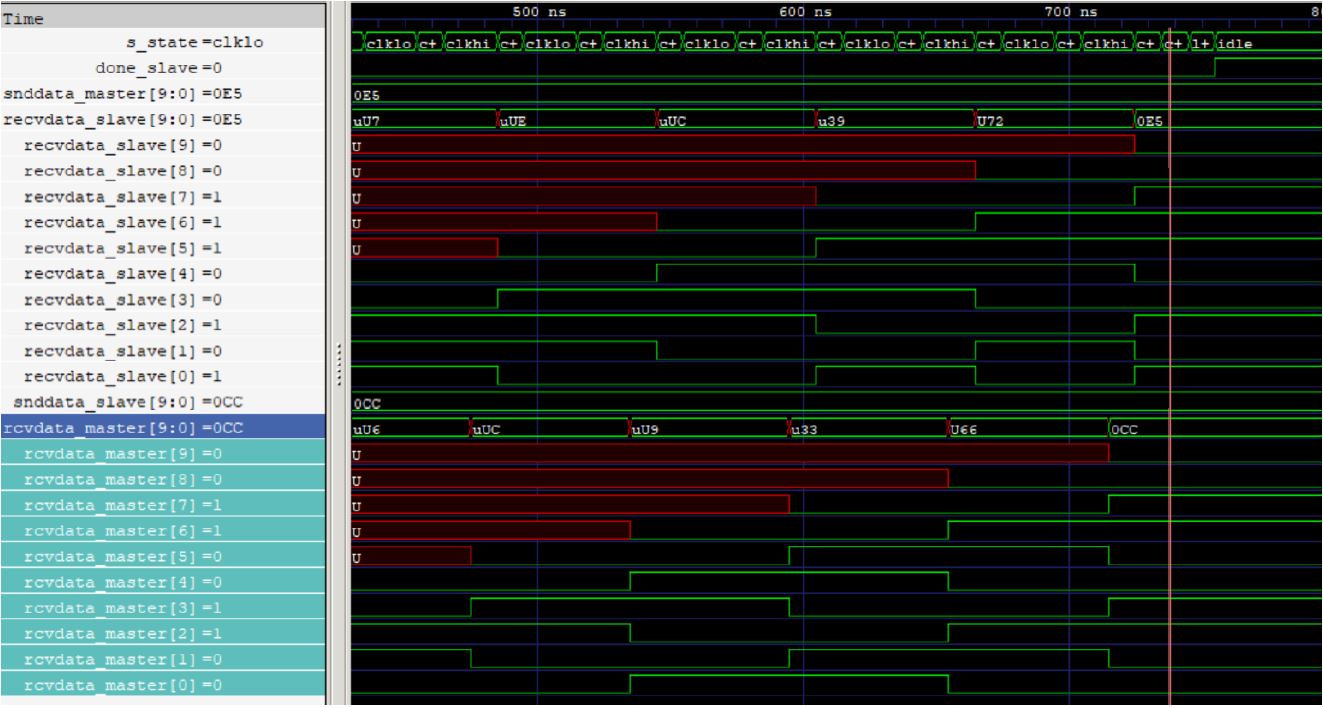 Time 500 ns 600 ns 700 ns 8
s_state=clklo clklo c+ clkhi c+ clklo c+ clkhi c+ clklo c+ clkhi c+ clklo c+ clkhi c+ clklo c+ clkhi c+ c+ l+ idle
done_slave=0
snddata_master[9:0]=0E5 0E5
recvdata_slave[9:0]=0E5 uU7 uUE uUC u39 U72 0E5
recvdata_slave[9]=0 U
recvdata_slave[8]=0 U
recvdata_slave[7]=1 U
recvdata_slave[6]=1 U
recvdata_slave[5]=1 U
recvdata_slave[4]=0
recvdata_slave[3]=0
recvdata_slave[2]=1
recvdata_slave[1]=0
recvdata_slave[0]=1
snddata_slave[9:0]=0CC 0CC
rcvdata_master[9:0]=0CC uU6 uUC uU9 u33 U66 0CC
rcvdata_master[9]=0 U
rcvdata_master[8]=0 U
rcvdata_master[7]=1 U
rcvdata_master[6]=1 U
rcvdata_master[5]=0 U
rcvdata_master[4]=0
rcvdata_master[3]=1
rcvdata_master[2]=1
rcvdata_master[1]=0
rcvdata_master[0]=0